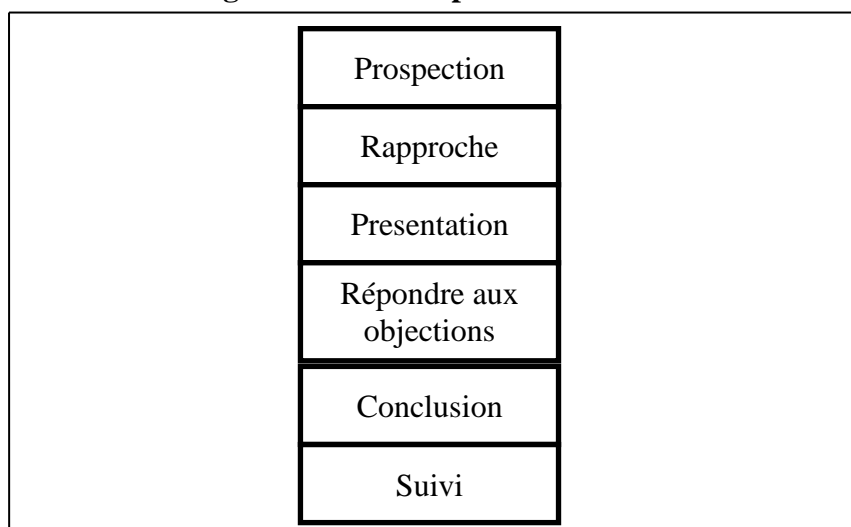 Prospection
Rapproche
Presentation
Répondre aux
objections
Conclusion
Suivi